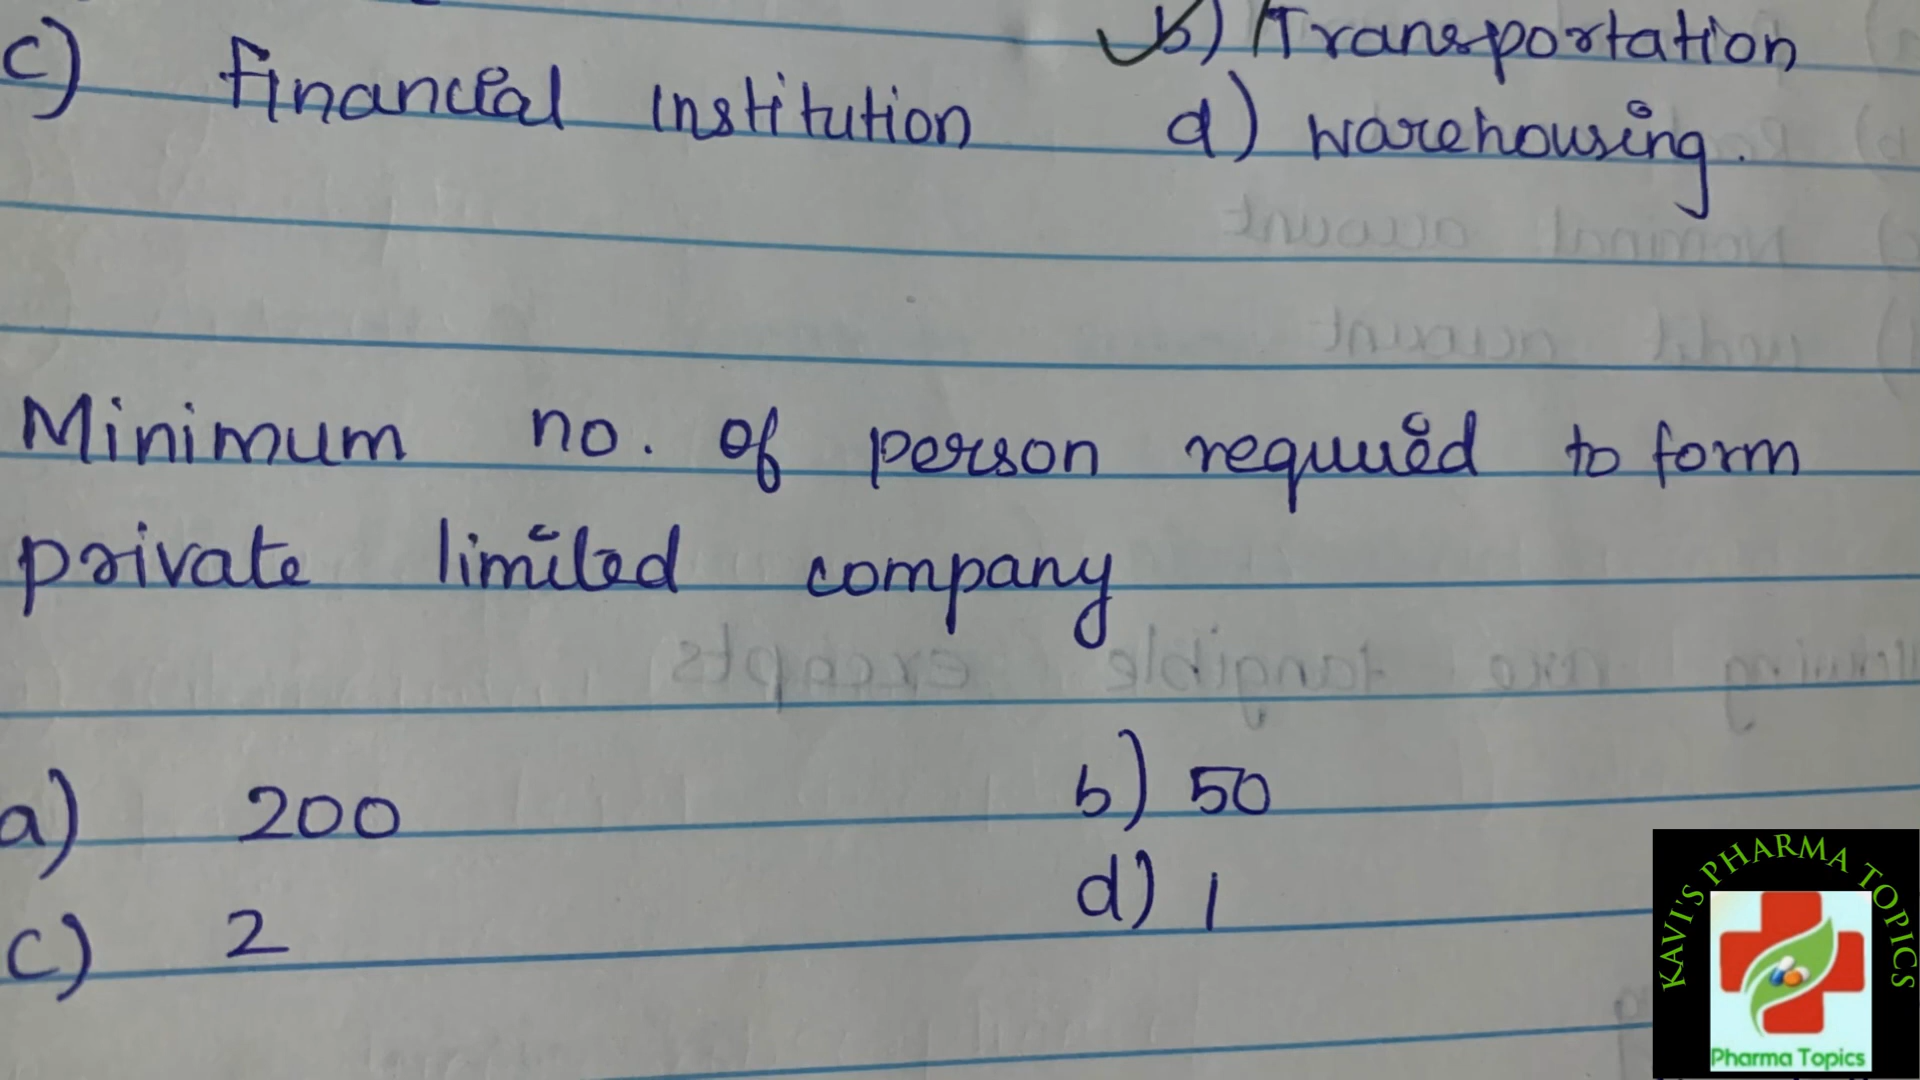 b) Transportation
c) financial institution d) warehousing.
Minimum no. of person required to form
private limited company
a) 200 b) 50
c) 2 d) 1
KAVI'S PHARMA TOPICS
Pharma Topics